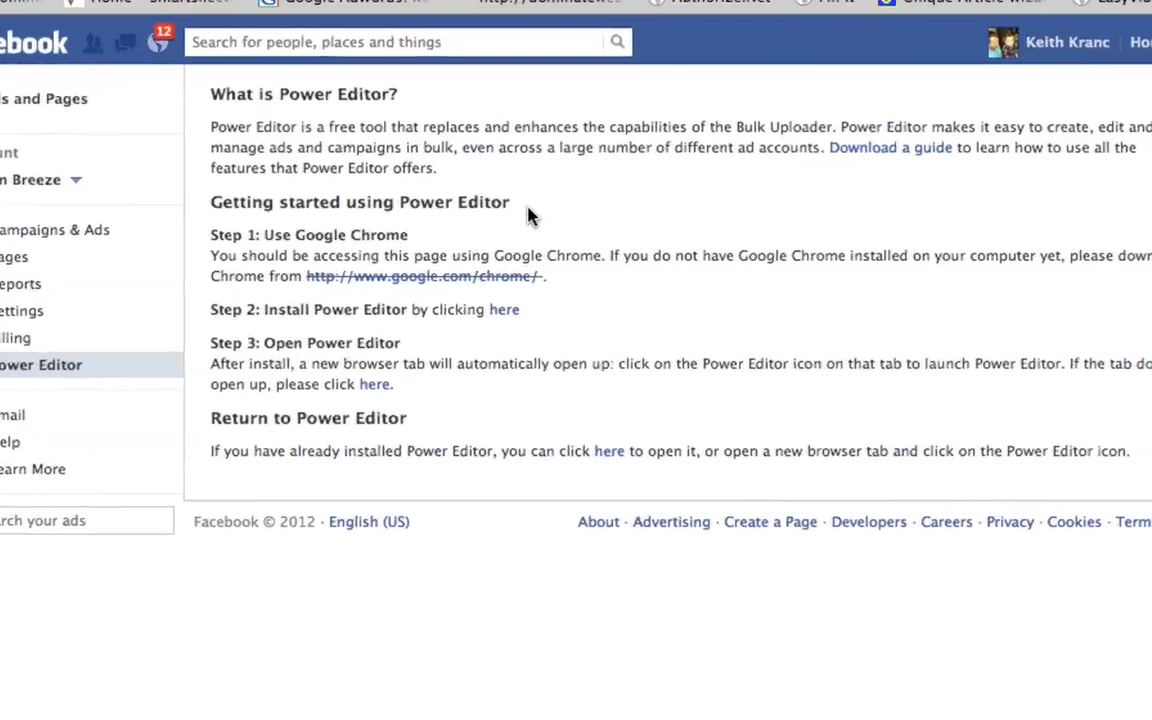 ebook 12 Search for people, places and things Keith Kranc
s and Pages
What is Power Editor?
Power Editor is a free tool that replaces and enhances the capabilities of the Bulk Uploader. Power Editor makes it easy to create, edit and
manage ads and campaigns in bulk, even across a large number of different ad accounts. Download a guide to learn how to use all the
features that Power Editor offers.
unt
n Breeze
Getting started using Power Editor
ampaigns & Ads
ages
eports
ettings
illing
ower Editor
mail
elp
earn More
rch your ads
Step 1: Use Google Chrome
You should be accessing this page using Google Chrome. If you do not have Google Chrome installed on your computer yet, please down
Chrome from http://www.google.com/chrome/ .
Step 2: Install Power Editor by clicking here
Step 3: Open Power Editor
After install, a new browser tab will automatically open up: click on the Power Editor icon on that tab to launch Power Editor. If the tab do
open up, please click here.
Return to Power Editor
If you have already installed Power Editor, you can click here to open it, or open a new browser tab and click on the Power Editor icon.
Facebook © 2012 · English (US)
About · Advertising · Create a Page · Developers · Careers · Privacy · Cookies · Term